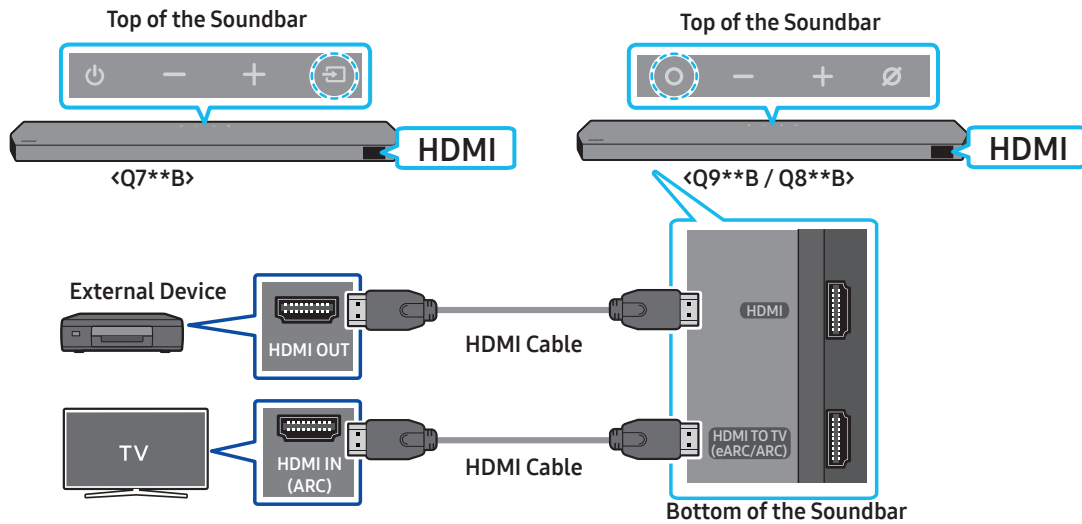 Top of the Soundbar
Top of the Soundbar
HDMI
HDMI
<Q7**B>
<Q9**B / Q8**B>
External Device
HDMI OUT
HDMI Cable
HDMI
TV
HDMI IN
(ARC)
HDMI Cable
HDMI TO TV
(eARC/ARC)
Bottom of the Soundbar